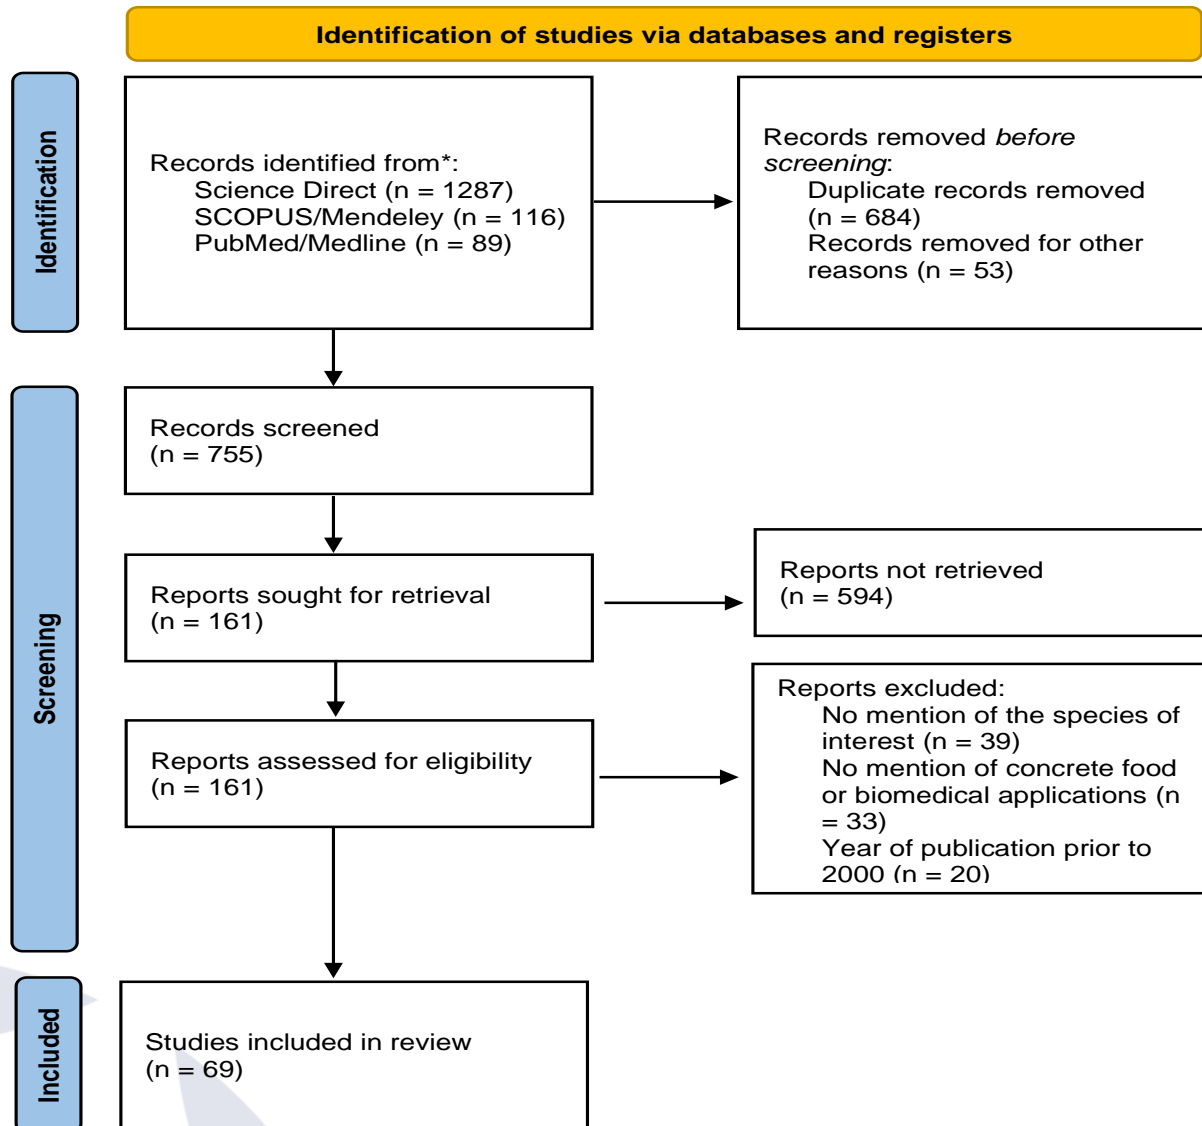 Identification of studies via databases and registers
Identification
Records identified from*:
Science Direct (n = 1287)
SCOPUS/Mendeley (n = 116)
PubMed/Medline (n = 89)
Records removed before
screening:
Duplicate records removed
(n = 684)
Records removed for other
reasons (n = 53)
Screening
Records screened
(n = 755)
Reports sought for retrieval
(n = 161)
Reports not retrieved
(n = 594)
Reports assessed for eligibility
(n = 161)
Reports excluded:
No mention of the species of
interest (n = 39)
No mention of concrete food
or biomedical applications (n
= 33)
Year of publication prior to
2000 (n = 20)
Included
Studies included in review
(n = 69)